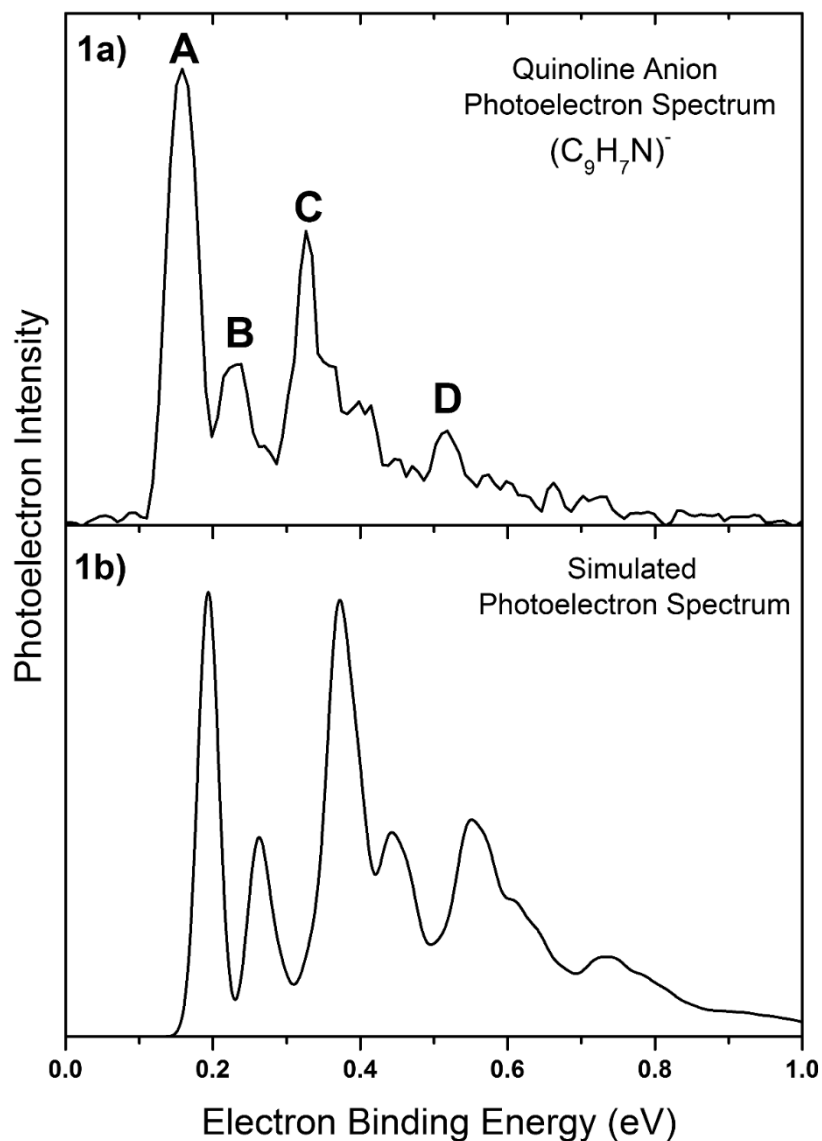 1a)
A
Quinoline Anion
Photoelectron Spectrum
(C₉H₇N)⁻
B
C
D
1b)
Simulated
Photoelectron Spectrum
Photoelectron Intensity
0.0 0.2 0.4 0.6 0.8 1.0
Electron Binding Energy (eV)